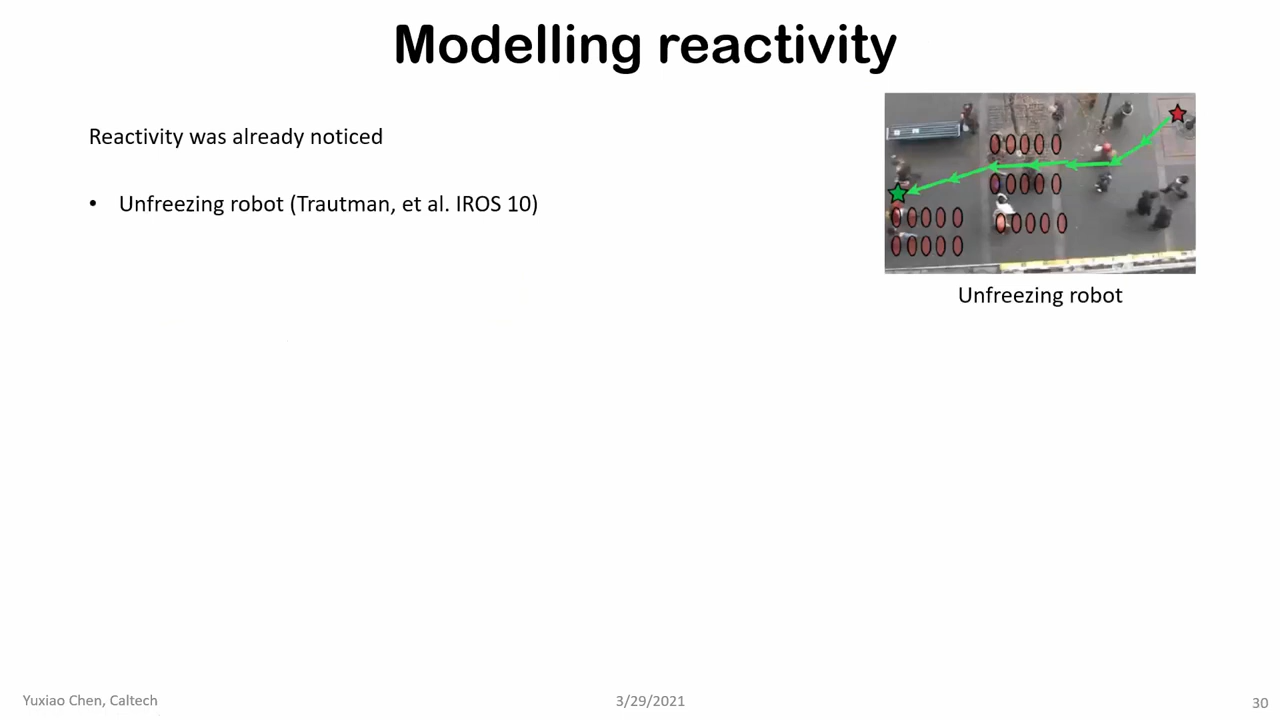 Modelling reactivity
Reactivity was already noticed
• Unfreezing robot (Trautman, et al. IROS 10)
Unfreezing robot
Yuxiao Chen, Caltech
3/29/2021
30